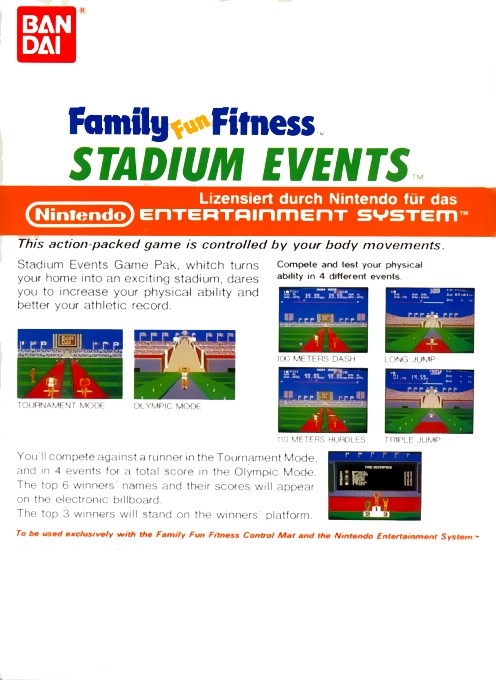 BAN
DAI®
Family Fun Fitness™
STADIUM EVENTS™
Lizensiert durch Nintendo für das
Nintendo ENTERTAINMENT SYSTEM™
This action-packed game is controlled by your body movements.
Stadium Events Game Pak, whitch turns
your home into an exciting stadium, dares
you to increase your physical ability and
better your athletic record.
Compete and test your physical
ability in 4 different events.
100 METERS DASH
LONG JUMP
TOURNAMENT MODE
OLYMPIC MODE
110 METERS HURDLES
TRIPLE JUMP
You'll compete against a runner in the Tournament Mode,
and in 4 events for a total score in the Olympic Mode.
The top 6 winners' names and their scores will appear
on the electronic billboard.
The top 3 winners will stand on the winners' platform.
To be used exclusively with the Family Fun Fitness Control Mat and the Nintendo Entertainment System™